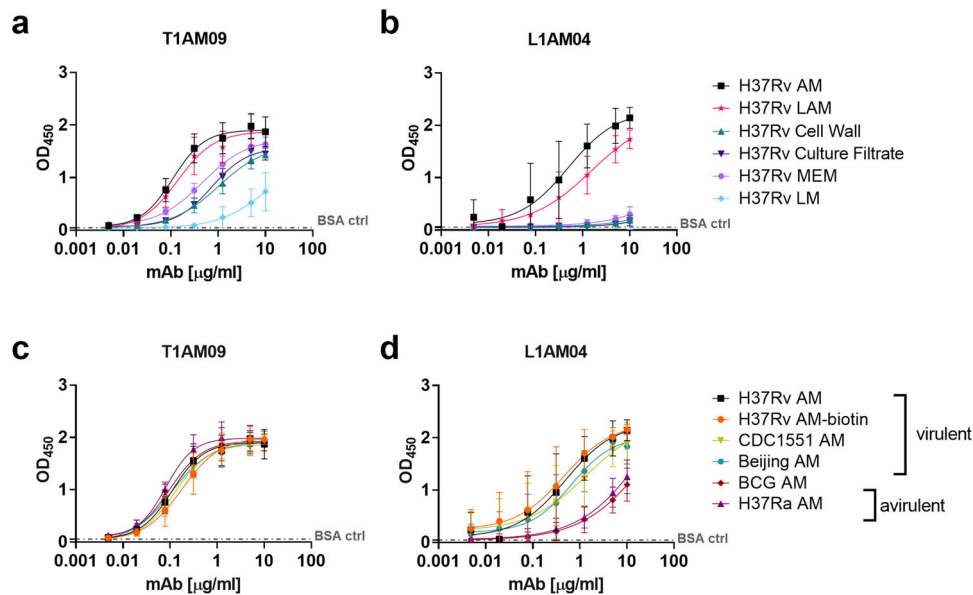 a
T1AM09
3
2
1
0
OD450
0.001 0.01 0.1 1 10 100
mAb [μg/ml]
BSA ctrl
b
L1AM04
3
2
1
0
OD450
0.001 0.01 0.1 1 10 100
mAb [μg/ml]
BSA ctrl
H37Rv AM
H37Rv LAM
H37Rv Cell Wall
H37Rv Culture Filtrate
H37Rv MEM
H37Rv LM
c
T1AM09
3
2
1
0
OD450
0.001 0.01 0.1 1 10 100
mAb [μg/ml]
BSA ctrl
d
L1AM04
3
2
1
0
OD450
0.001 0.01 0.1 1 10 100
mAb [μg/ml]
BSA ctrl
H37Rv AM
H37Rv AM-biotin
CDC1551 AM
Beijing AM
BCG AM
H37Ra AM
virulent
avirulent